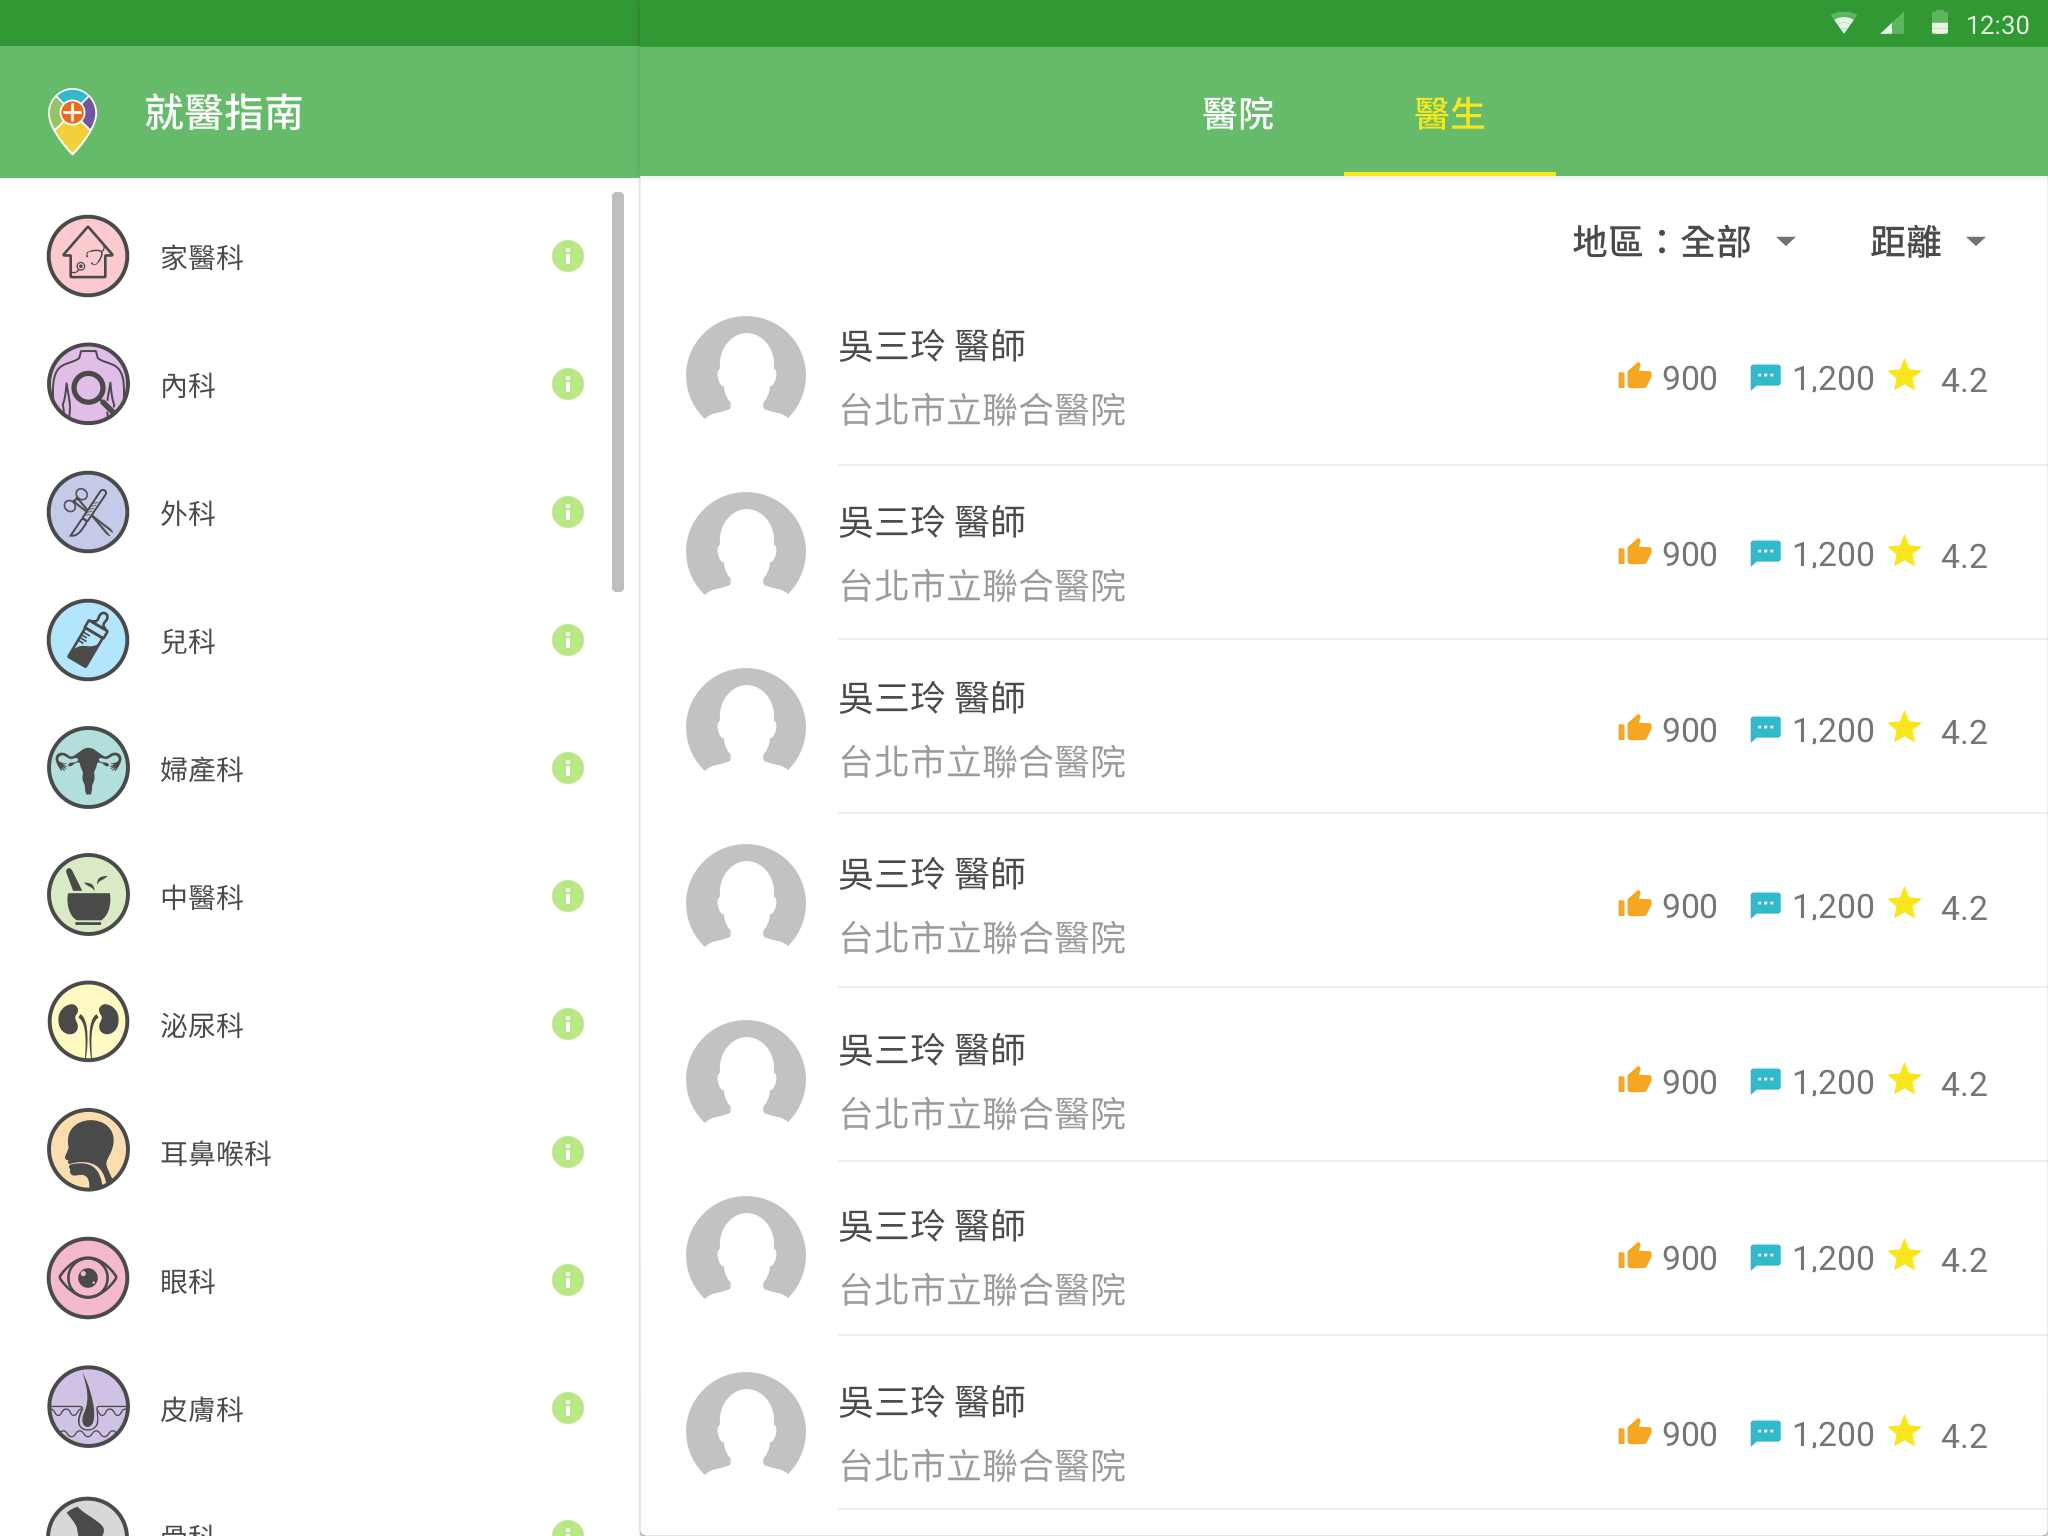 12:30
就醫指南
家醫科
內科
外科
兒科
婦產科
中醫科
泌尿科
耳鼻喉科
眼科
皮膚科
骨科
醫院 醫生
地區：全部 距離
吳三玲 醫師
台北市立聯合醫院
900 1,200 4.2
吳三玲 醫師
台北市立聯合醫院
900 1,200 4.2
吳三玲 醫師
台北市立聯合醫院
900 1,200 4.2
吳三玲 醫師
台北市立聯合醫院
900 1,200 4.2
吳三玲 醫師
台北市立聯合醫院
900 1,200 4.2
吳三玲 醫師
台北市立聯合醫院
900 1,200 4.2
吳三玲 醫師
台北市立聯合醫院
900 1,200 4.2